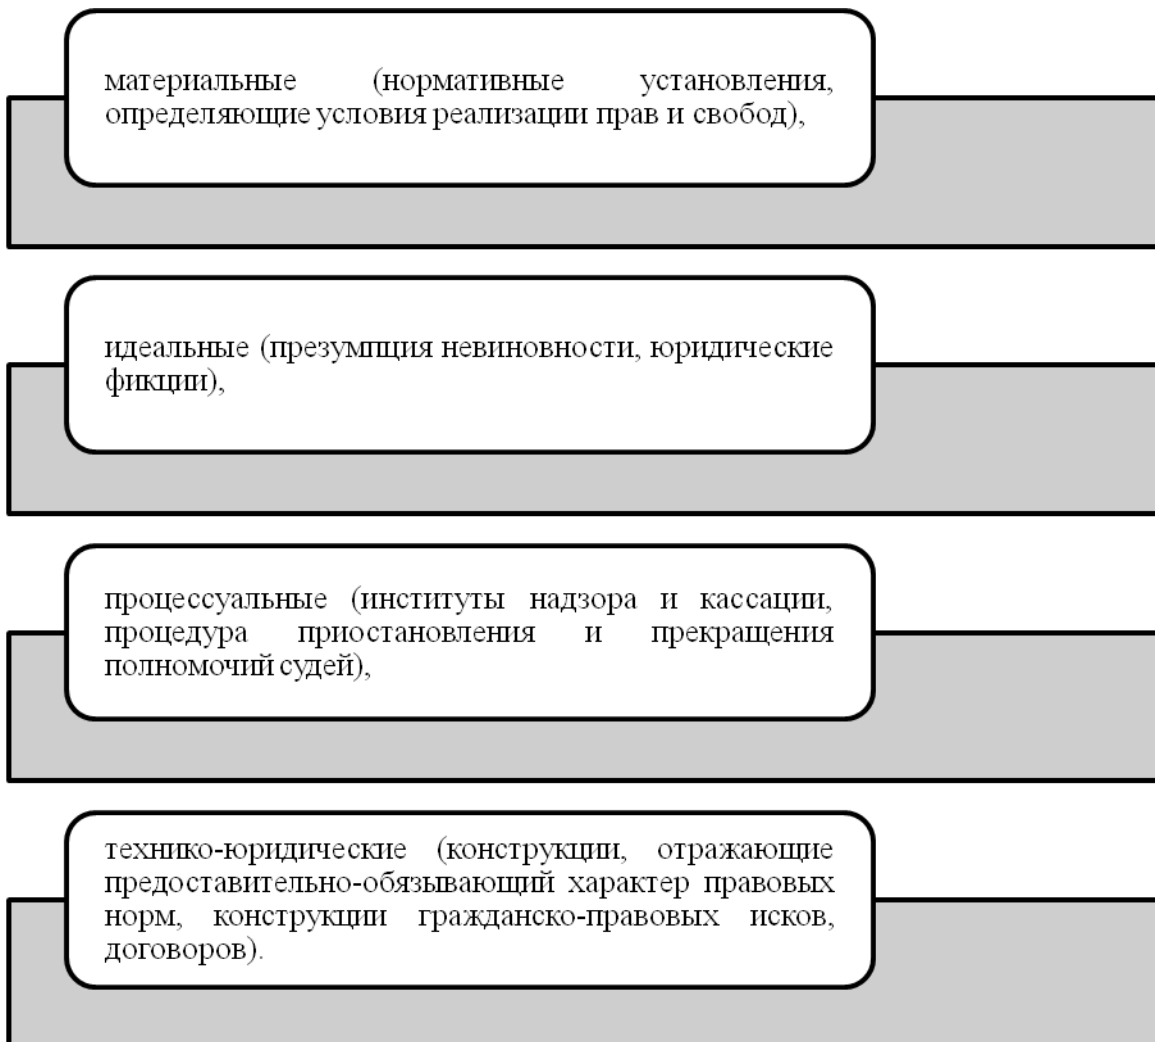 материальные (нормативные установления,
определяющие условия реализации прав и свобод),
идеальные (презумпция невиновности, юридические
фикции),
процессуальные (институты надзора и кассации,
процедура приостановления и прекращения
полномочий судей),
технико-юридические (конструкции, отражающие
предоставительно-обязывающий характер правовых
норм, конструкции гражданско-правовых исков,
договоров).